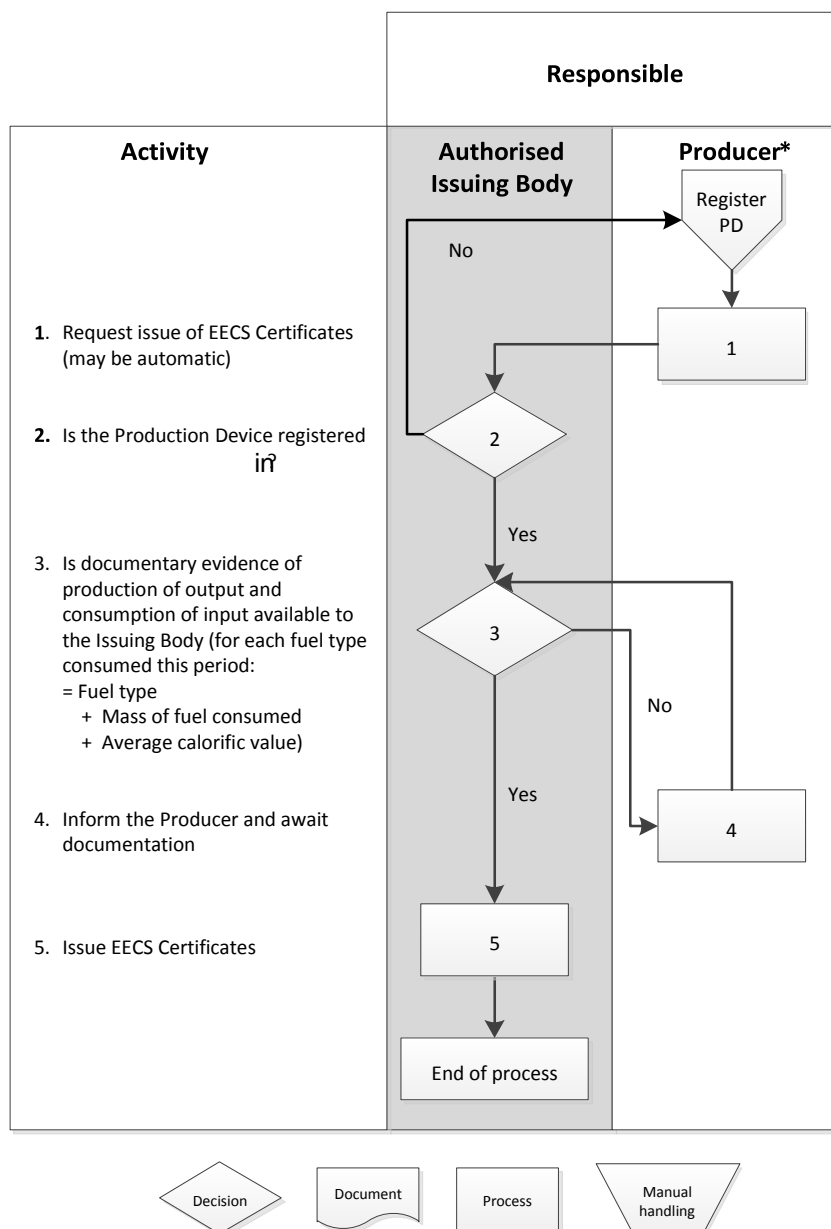 Responsible
Activity
Authorised
Issuing Body
Producer*
Register
PD
No
1. Request issue of EECS Certificates
(may be automatic)
1
2. Is the Production Device registered
in?
2
Yes
3. Is documentary evidence of
production of output and
consumption of input available to
the Issuing Body (for each fuel type
consumed this period:
= Fuel type
+ Mass of fuel consumed
+ Average calorific value)
3
No
Yes
4. Inform the Producer and await
documentation
4
5. Issue EECS Certificates
5
End of process
Decision
Document
Process
Manual
handling